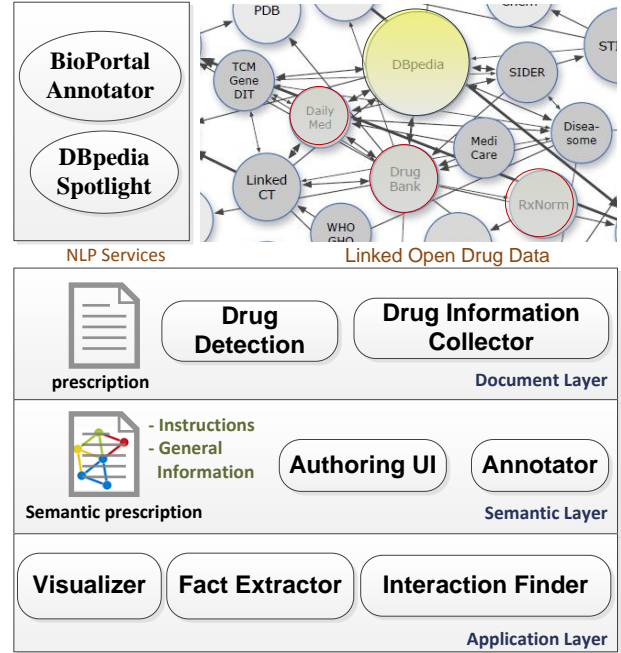 BioPortal
Annotator
DBpedia
Spotlight
NLP Services
PDB
TCM
Gene
DIT
Daily
Med
DBpedia
SIDER
Disea-
some
Medi
Care
Drug
Bank
Linked
CT
RxNorm
WHO
Linked Open Drug Data
prescription
Drug
Detection
Drug Information
Collector
Document Layer
Semantic prescription
- Instructions
- General
Information
Authoring UI
Annotator
Semantic Layer
Visualizer
Fact Extractor
Interaction Finder
Application Layer